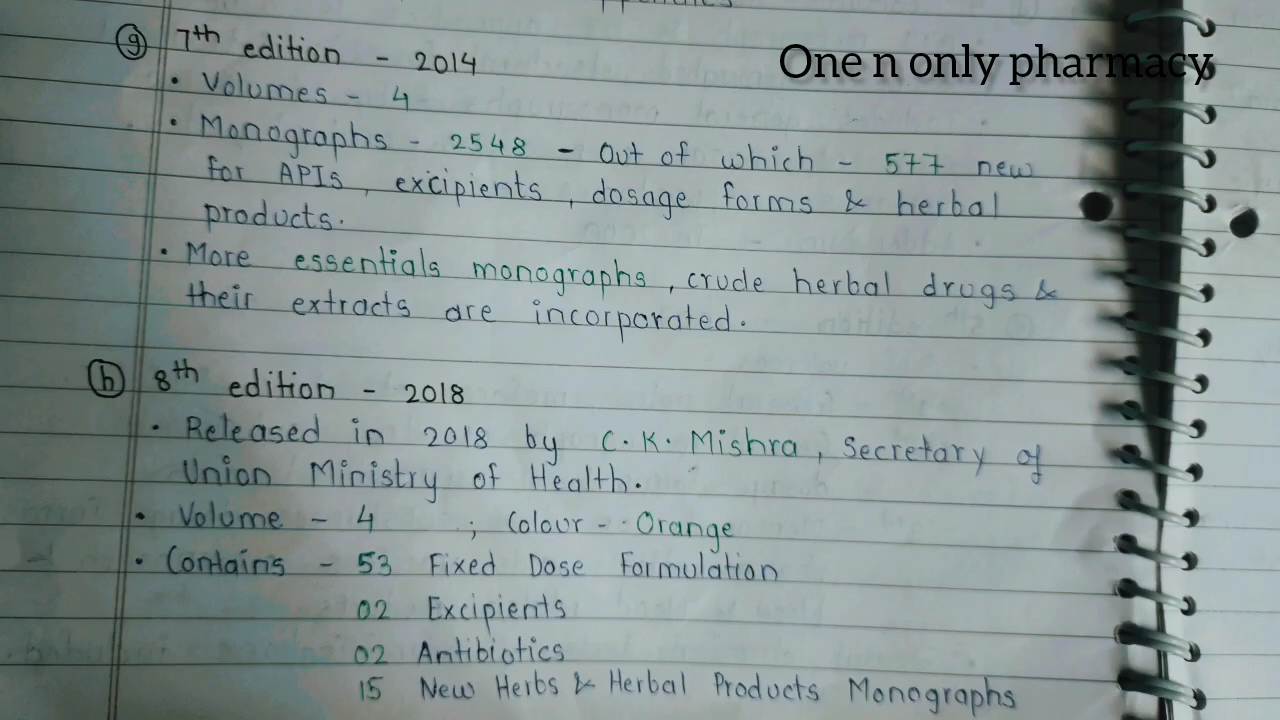 ⓖ 7th edition - 2014
One n only pharmacy
• Volumes - 4
• Monographs - 2548 - Out of which - 577 new
for APIs, excipients, dosage forms & herbal
products.
• More essentials monographs, crude herbal drugs &
their extracts are incorporated.
ⓗ 8th edition - 2018
• Released in 2018 by C.K. Mishra, Secretary of
Union Ministry of Health.
• Volume - 4 ; Colour - Orange
• Contains - 53 Fixed Dose Formulation
02 Excipients
02 Antibiotics
15 New Herbs & Herbal Products Monographs